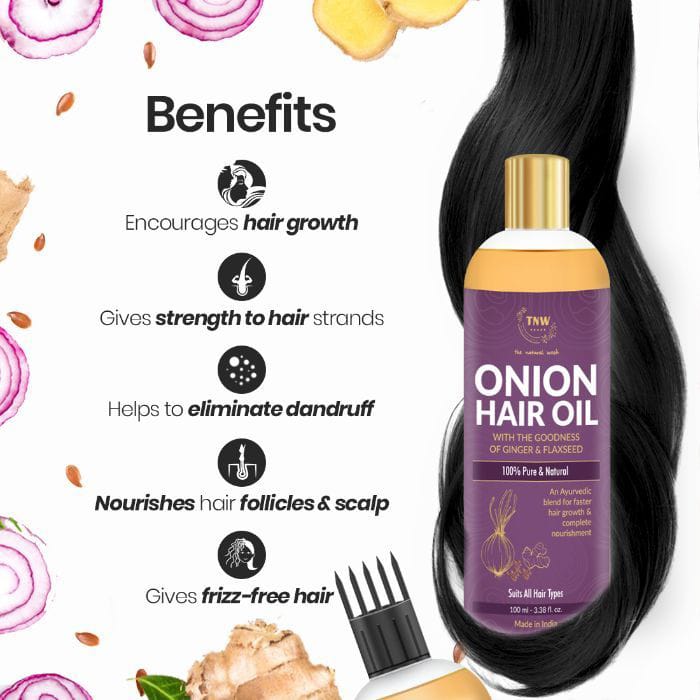 Benefits
Encourages hair growth
Gives strength to hair strands
Helps to eliminate dandruff
Nourishes hair follicles & scalp
Gives frizz-free hair
TNW
the natural wash
ONION
HAIR OIL
WITH THE GOODNESS
OF GINGER & FLAXSEED
100% Pure & Natural
An Ayurvedic
blend for faster
hair growth &
complete
nourishment
Suits All Hair Types
100 ml - 3.38 fl. oz.
Made in India